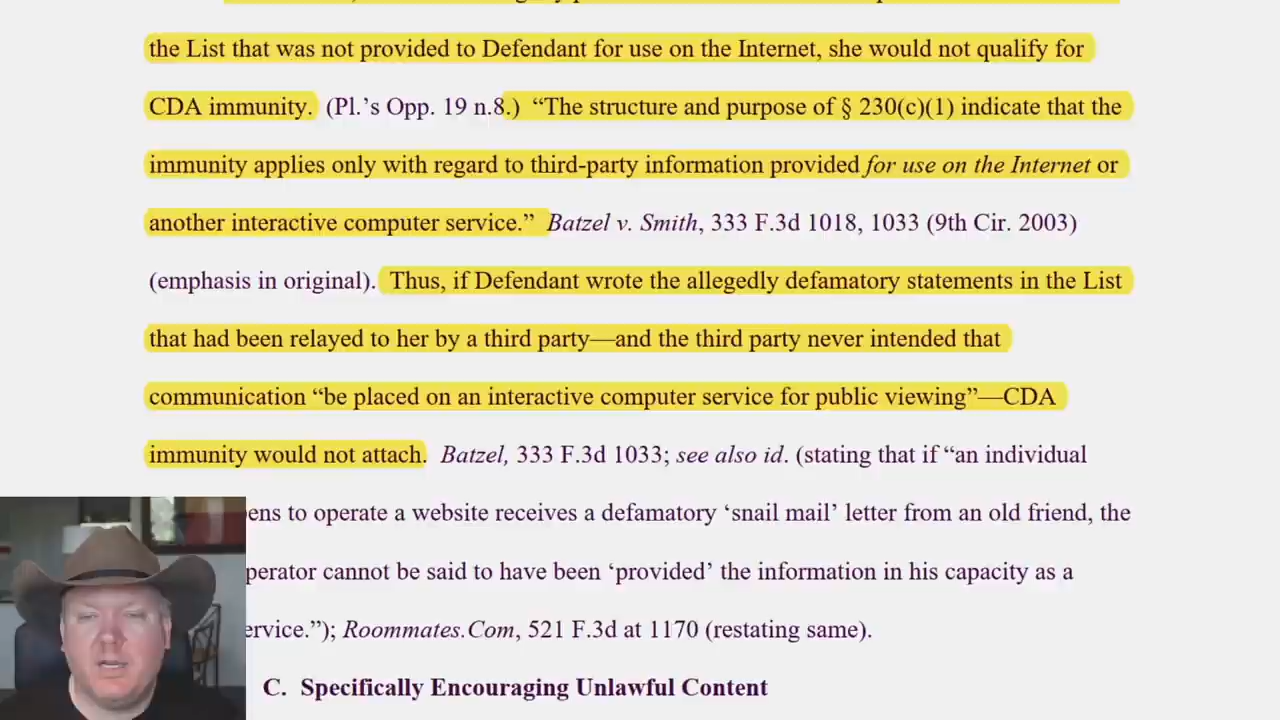 the List that was not provided to Defendant for use on the Internet, she would not qualify for
CDA immunity. (Pl.’s Opp. 19 n.8.) “The structure and purpose of § 230(c)(1) indicate that the
immunity applies only with regard to third-party information provided for use on the Internet or
another interactive computer service.” Batzel v. Smith, 333 F.3d 1018, 1033 (9th Cir. 2003)
(emphasis in original). Thus, if Defendant wrote the allegedly defamatory statements in the List
that had been relayed to her by a third party—and the third party never intended that
communication “be placed on an interactive computer service for public viewing”—CDA
immunity would not attach. Batzel, 333 F.3d 1033; see also id. (stating that if “an individual
ens to operate a website receives a defamatory ‘snail mail’ letter from an old friend, the
perator cannot be said to have been ‘provided’ the information in his capacity as a
ervice.”); Roommates.Com, 521 F.3d at 1170 (restating same).
C. Specifically Encouraging Unlawful Content